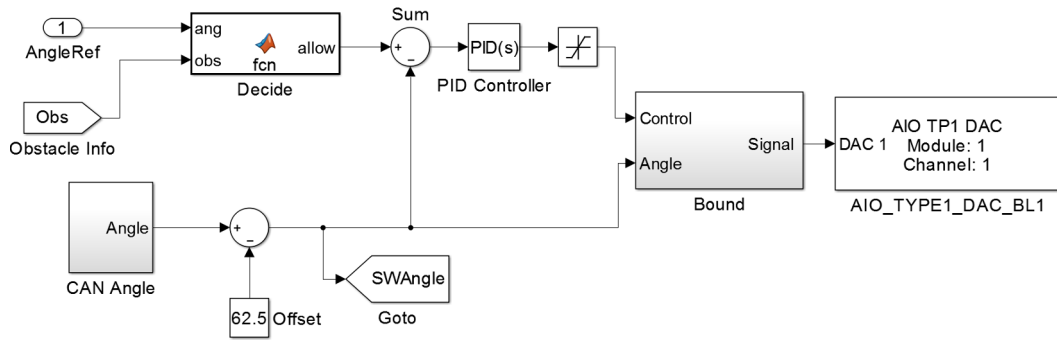 Sum
1
AngleRef
ang
obs
allow
fcn
Decide
+
−
PID(s)
PID Controller
Obs
Obstacle Info
Control
Angle
Signal
Bound
DAC 1
AIO TP1 DAC
Module: 1
Channel: 1
AIO_TYPE1_DAC_BL1
Angle
CAN Angle
+
−
62.5
Offset
SWAngle
Goto